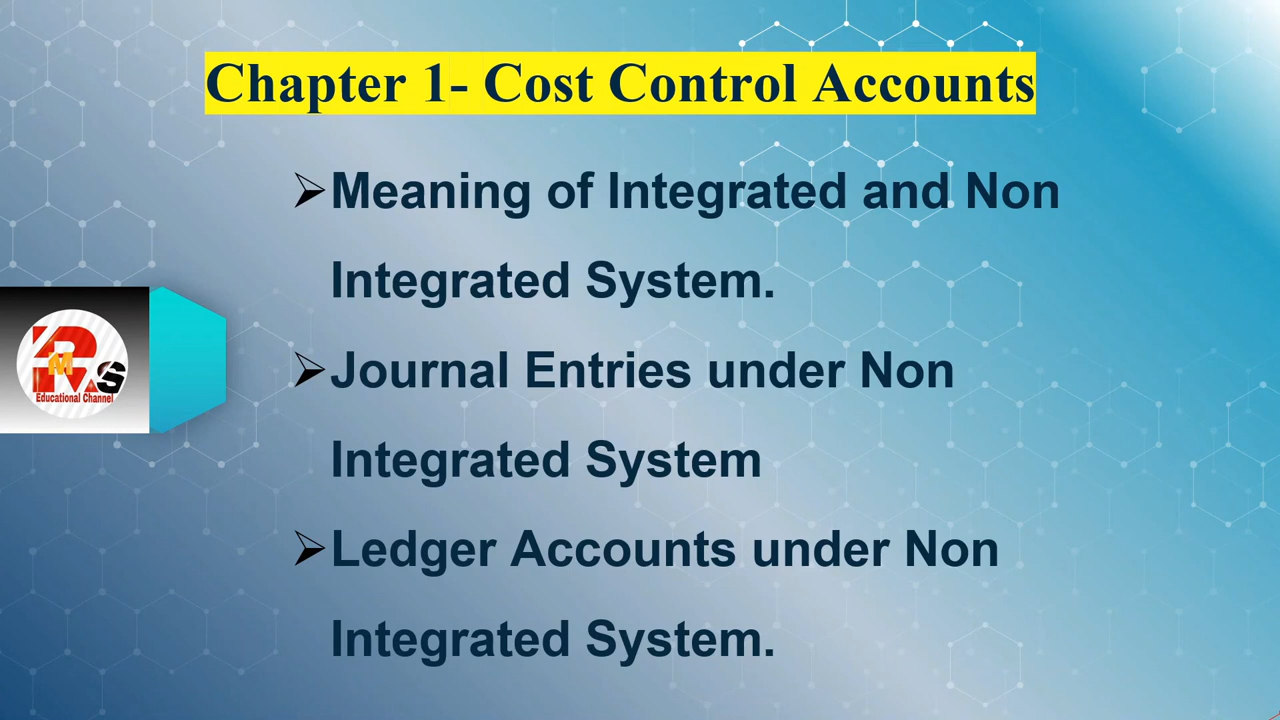 Chapter 1- Cost Control Accounts
➢Meaning of Integrated and Non
Integrated System.
➢Journal Entries under Non
Integrated System
➢Ledger Accounts under Non
Integrated System.
R
M
S
Educational Channel